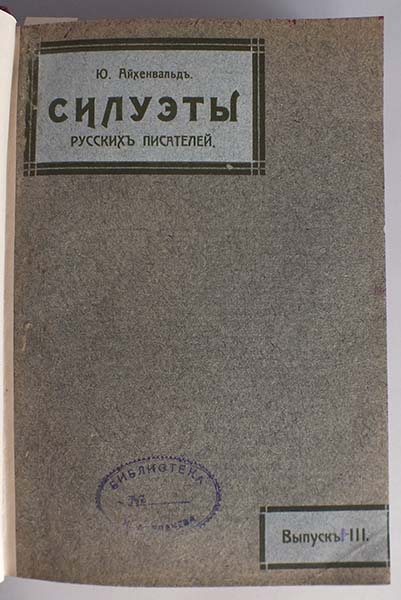 Ю. Айхенвальдъ.
СИЛУЭТЫ
РУССКИХЪ ПИСАТЕЛЕЙ.
БИБЛИОТЕКА
Выпускъ I-III.